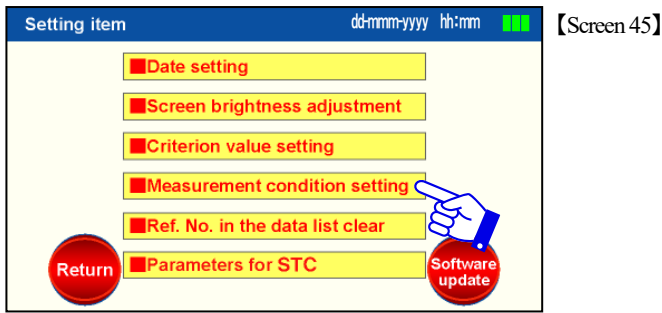 Setting item dd-mmm-yyyy hh:mm 【Screen 45】
■Date setting
■Screen brightness adjustment
■Criterion value setting
■Measurement condition setting
■Ref. No. in the data list clear
■Parameters for STC
Return
Software
update